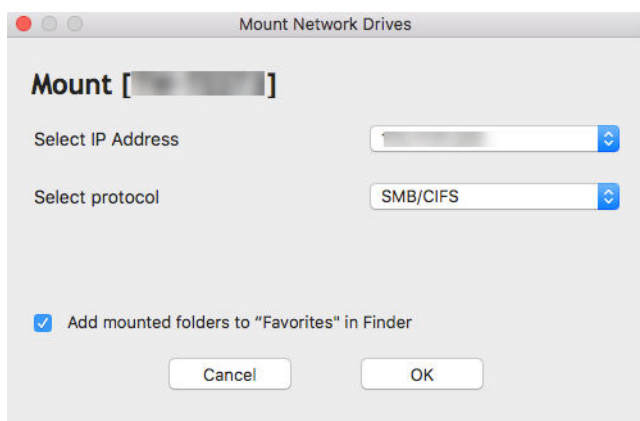 Mount Network Drives
Mount [ ]
Select IP Address
Select protocol SMB/CIFS
Add mounted folders to “Favorites" in Finder
Cancel OK